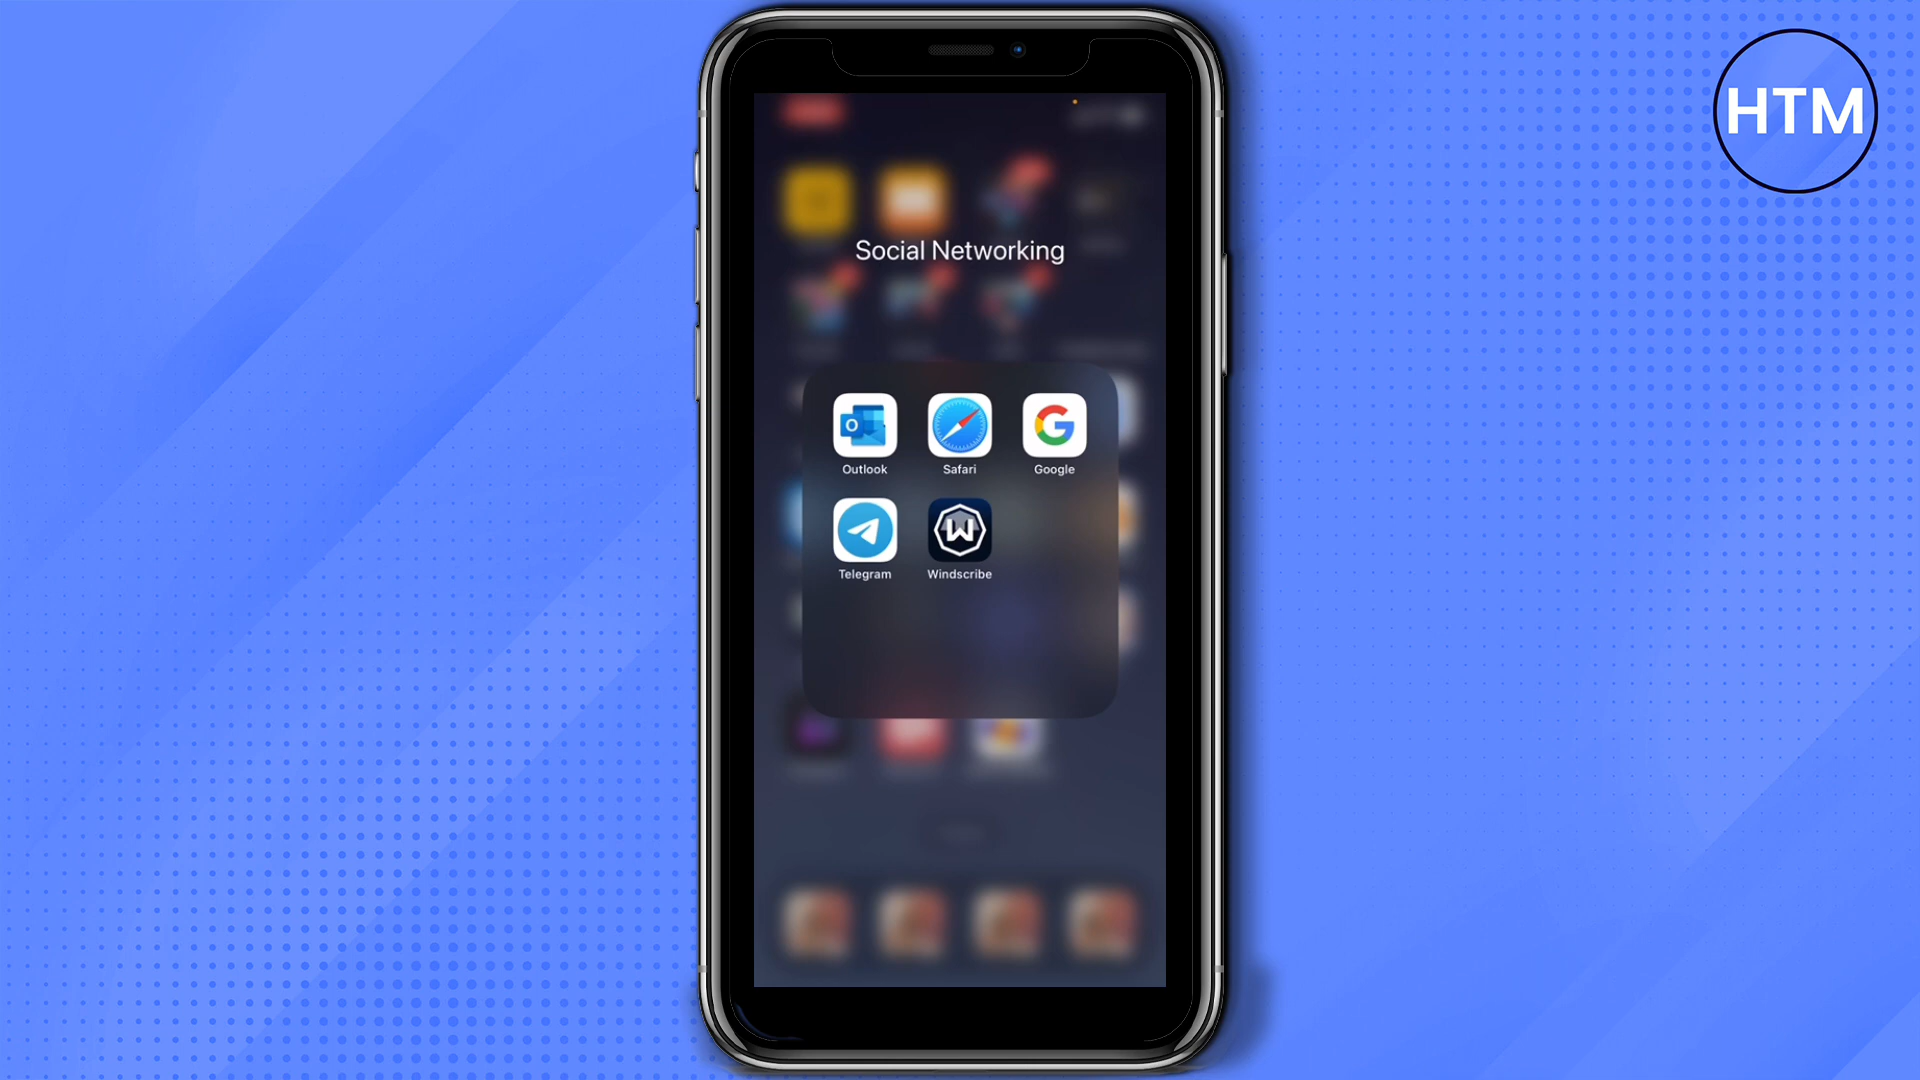 HTM
Social Networking
Outlook
Safari
Google
Telegram
Windscribe